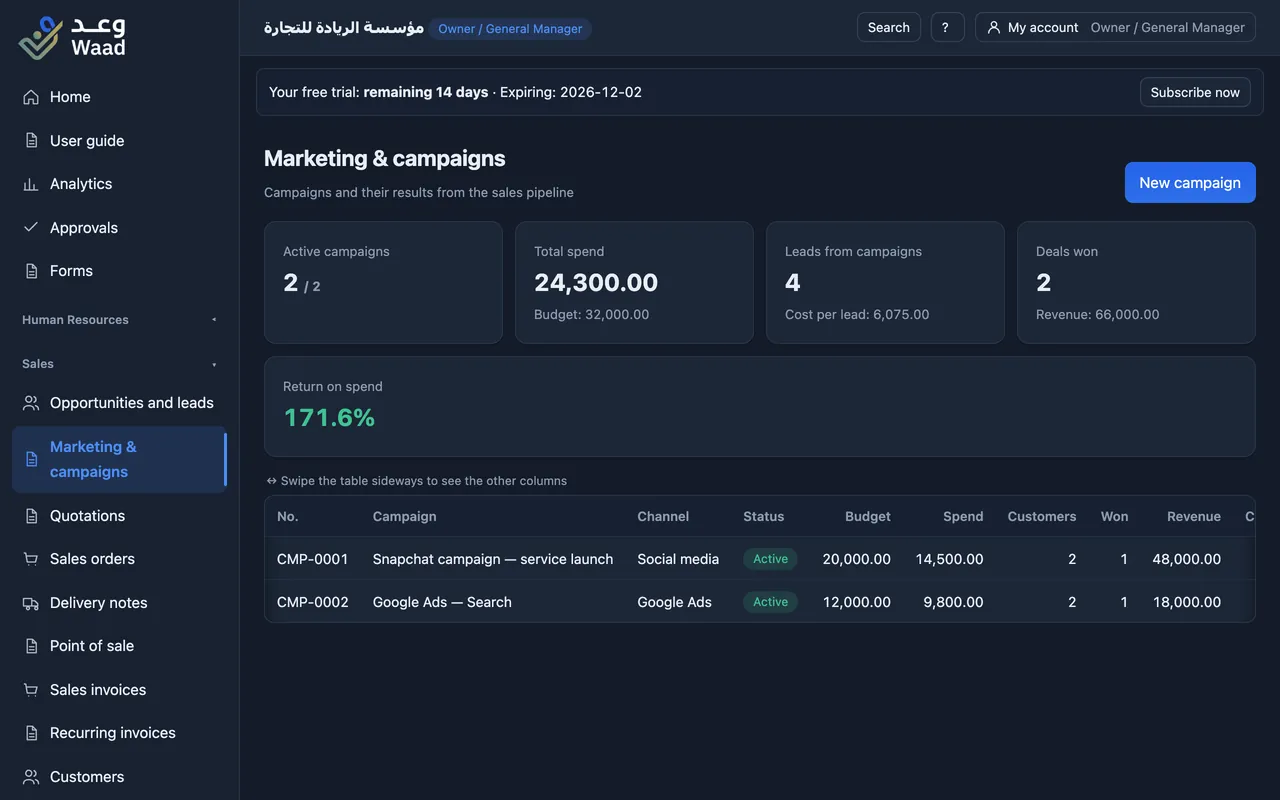 وعد
Waad
Home
User guide
Analytics
Approvals
Forms
Human Resources
Sales
Opportunities and leads
Marketing &
campaigns
Quotations
Sales orders
Delivery notes
Point of sale
Sales invoices
Recurring invoices
Customers
مؤسسة الريادة للتجارة Owner / General Manager
Search ? My account Owner / General Manager
Your free trial: remaining 14 days · Expiring: 2026-12-02 Subscribe now
Marketing & campaigns
Campaigns and their results from the sales pipeline
New campaign
Active campaigns
2 / 2
Total spend
24,300.00
Budget: 32,000.00
Leads from campaigns
4
Cost per lead: 6,075.00
Deals won
2
Revenue: 66,000.00
Return on spend
171.6%
↔ Swipe the table sideways to see the other columns
No. Campaign Channel Status Budget Spend Customers Won Revenue C
CMP-0001 Snapchat campaign — service launch Social media Active 20,000.00 14,500.00 2 1 48,000.00
CMP-0002 Google Ads — Search Google Ads Active 12,000.00 9,800.00 2 1 18,000.00